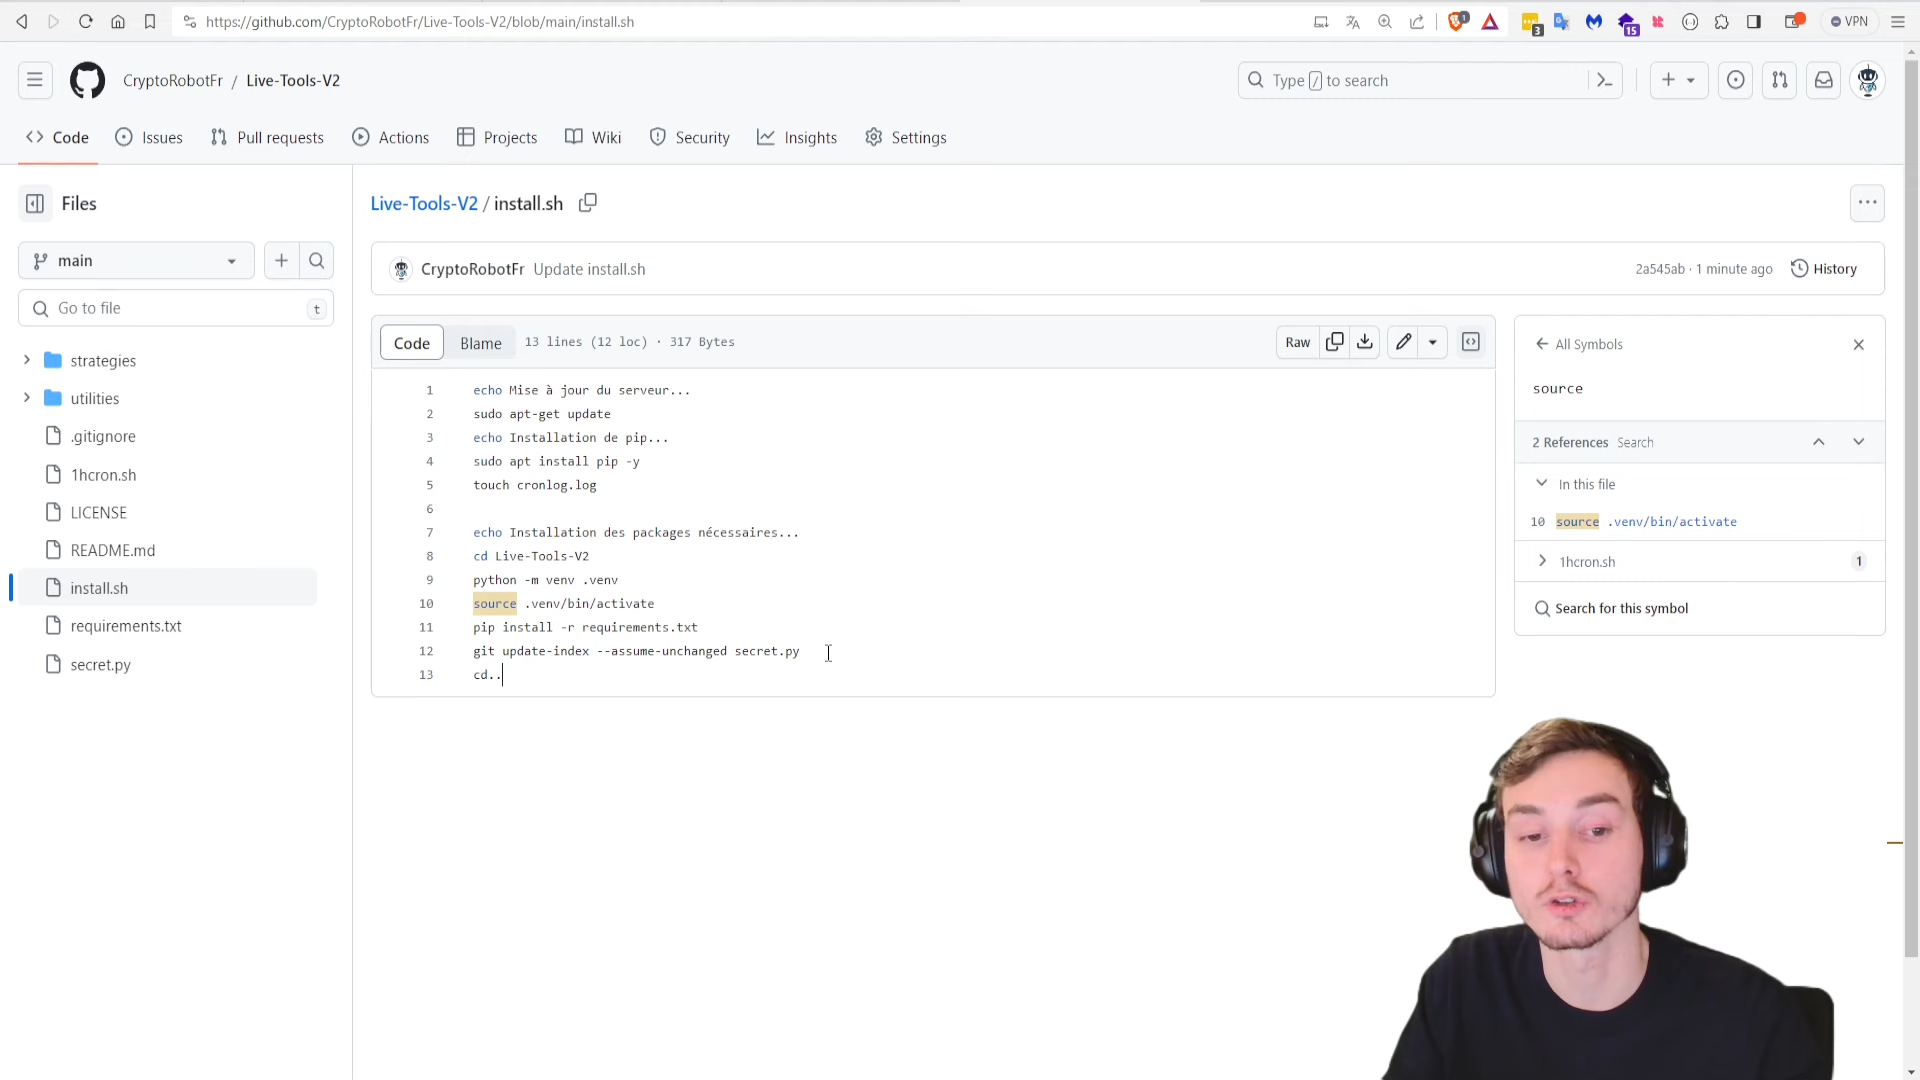 https://github.com/CryptoRobotFr/Live-Tools-V2/blob/main/install.sh
1
3
15
VPN
CryptoRobotFr / Live-Tools-V2
Type / to search
Code
Issues
Pull requests
Actions
Projects
Wiki
Security
Insights
Settings
Files
Live-Tools-V2 / install.sh
main
CryptoRobotFr Update install.sh
2a545ab · 1 minute ago
History
Go to file
t
Code
Blame
13 lines (12 loc) · 317 Bytes
Raw
All Symbols
strategies
utilities
.gitignore
1hcron.sh
LICENSE
README.md
install.sh
requirements.txt
secret.py
1 echo Mise à jour du serveur...
2 sudo apt-get update
3 echo Installation de pip...
4 sudo apt install pip -y
5 touch cronlog.log
6
7 echo Installation des packages nécessaires...
8 cd Live-Tools-V2
9 python -m venv .venv
10 source .venv/bin/activate
11 pip install -r requirements.txt
12 git update-index --assume-unchanged secret.py
13 cd..
source
2 References Search
In this file
10 source .venv/bin/activate
1hcron.sh 1
Search for this symbol